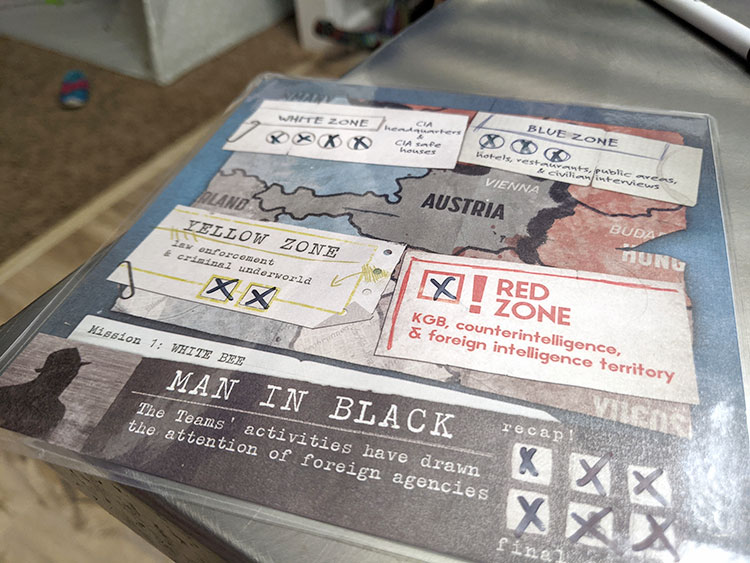 WHITE ZONE
CIA
headquarters
&
CIA safe
houses
BLUE ZONE
Hotels, restaurants, public areas,
& civilian interviews
VIENNA
AUSTRIA
BUDA
HUNG
YELLOW ZONE
law enforcement
& criminal underworld
! RED
ZONE
KGB, counterintelligence,
& foreign intelligence territory
Mission 1: WHITE BEE
MAN IN BLACK
The Teams' activities have drawn
the attention of foreign agencies
recap!
final